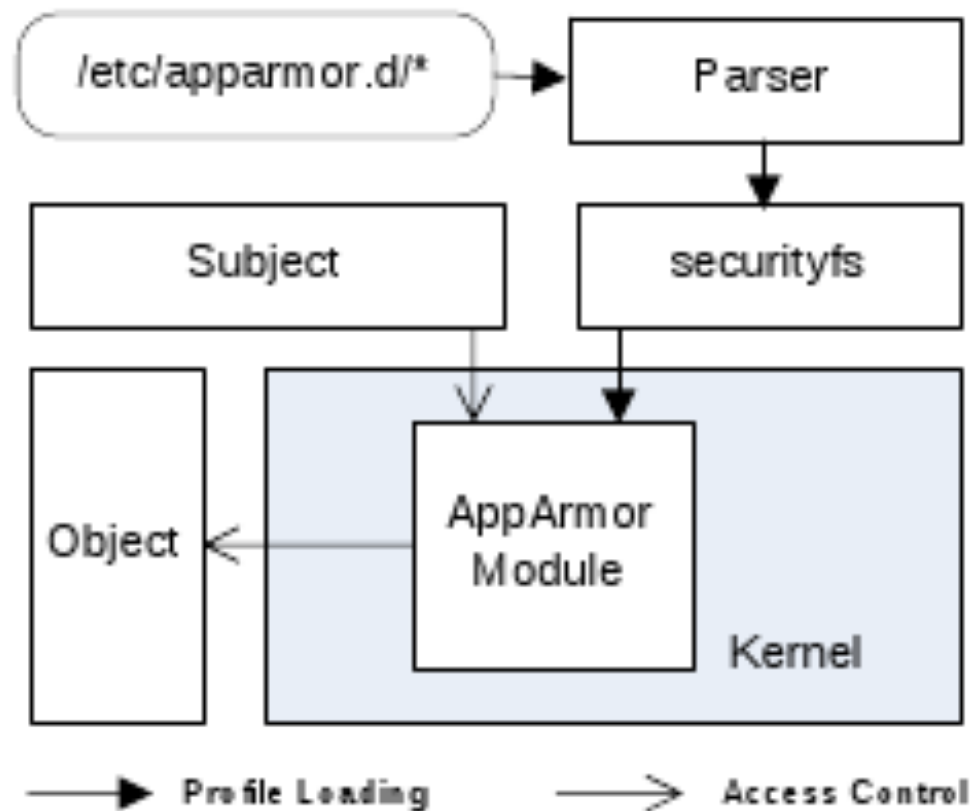 /etc/apparmor.d/*
Parser
Subject
securityfs
Object
AppArmor
Module
Kernel
Profile Loading
Access Control